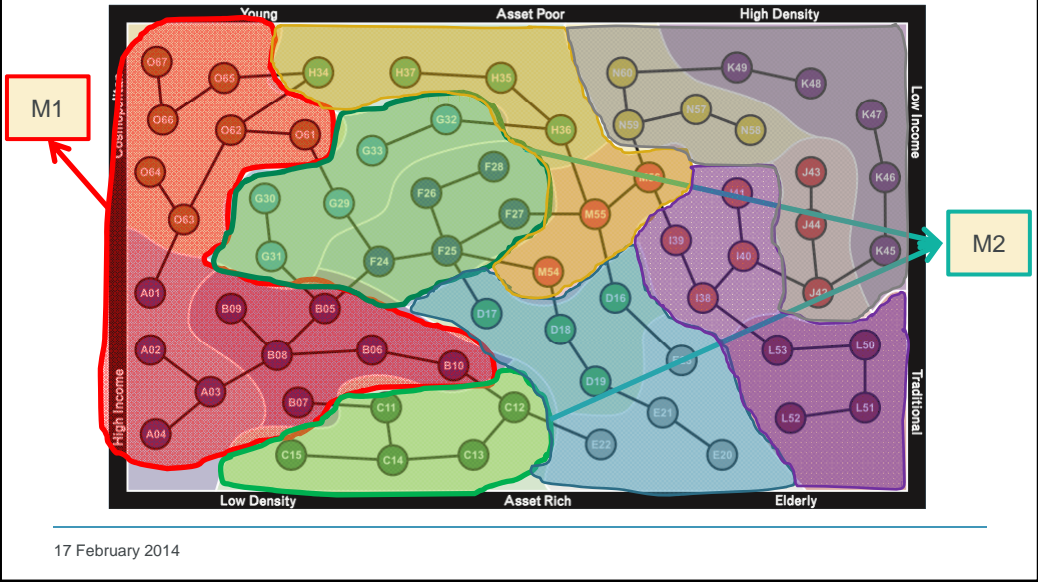 Young Asset Poor High Density
M1
Cosmopolitan
Low Income
O67
O65
H34
H37
H35
N60
K49
K48
O66
O62
O61
G32
G33
H36
N59
N57
N58
K47
O64
O63
G30
G29
F28
F26
F27
M55
I41
J43
K46
G31
F24
F25
M54
I39
I40
J44
K45
M2
A01
B09
B05
D17
D18
D16
I38
A02
B08
B06
B10
L53
L50
A03
B07
C11
C12
D19
E21
L52
L51
A04
C15
C14
C13
E22
E20
High Income
Traditional
Low Density Asset Rich Elderly
17 February 2014